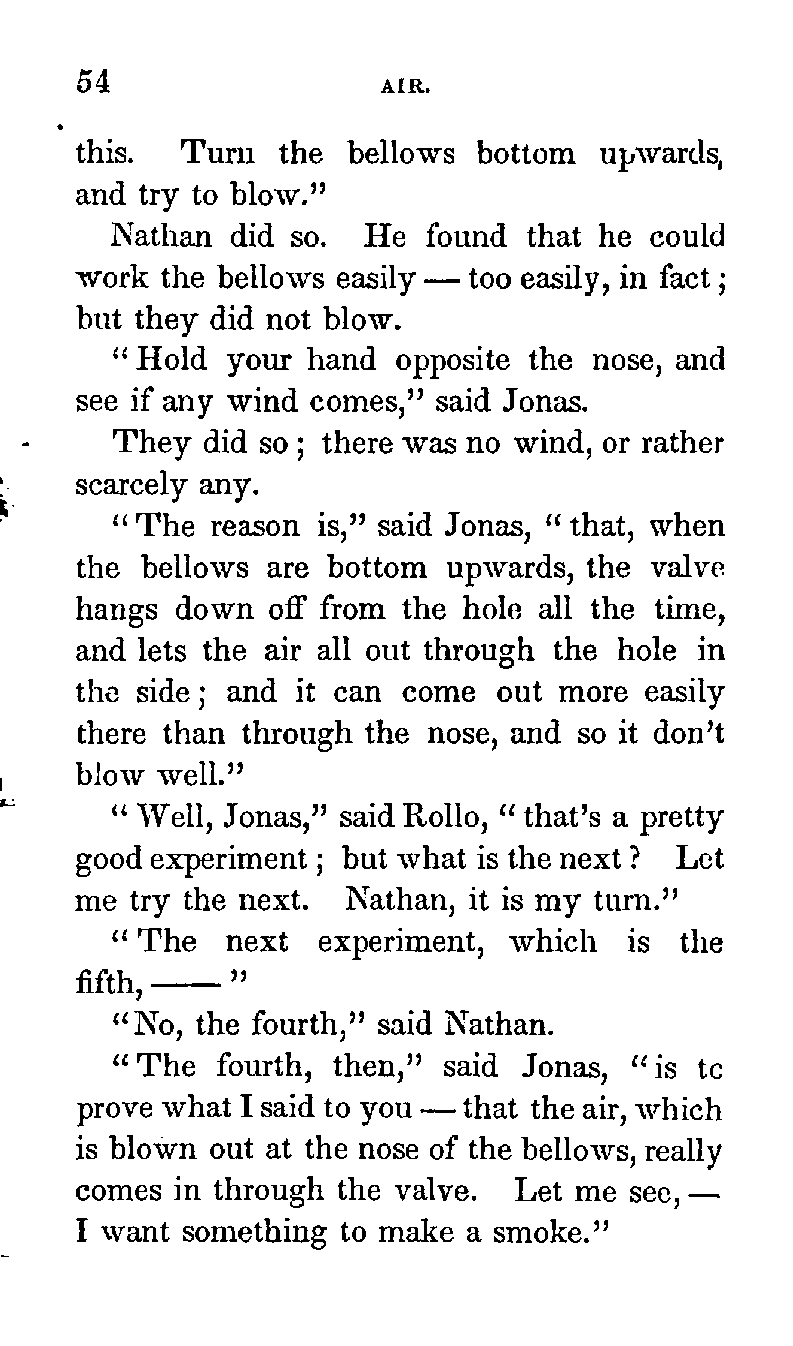 54 AIR.
this. Turn the bellows bottom upwards,
and try to blow.”
Nathan did so. He found that he could
work the bellows easily — too easily, in fact ;
but they did not blow.
“ Hold your hand opposite the nose, and
see if any wind comes,” said Jonas.
They did so ; there was no wind, or rather
scarcely any.
“ The reason is,” said Jonas, “ that, when
the bellows are bottom upwards, the valve
hangs down off from the hole all the time,
and lets the air all out through the hole in
the side ; and it can come out more easily
there than through the nose, and so it don’t
blow well.”
“ Well, Jonas,” said Rollo, “ that’s a pretty
good experiment ; but what is the next ? Let
me try the next. Nathan, it is my turn.”
“ The next experiment, which is the
fifth, —— ”
“No, the fourth,” said Nathan.
“ The fourth, then,” said Jonas, “ is to
prove what I said to you — that the air, which
is blown out at the nose of the bellows, really
comes in through the valve. Let me see, —
I want something to make a smoke.”